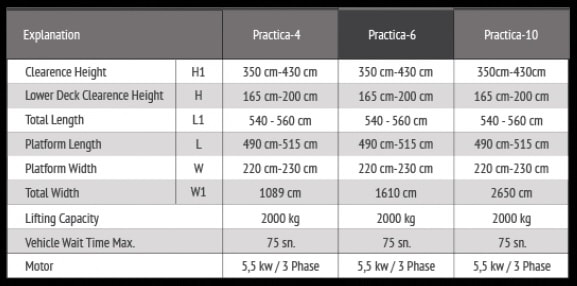 Explanation Practica-4 Practica-6 Practica-10
Clearence Height H1 350 cm-430 cm 350 cm-430 cm 350cm-430cm
Lower Deck Clearence Height H 165 cm-200 cm 165 cm-200 cm 165 cm-200 cm
Total Length L1 540 - 560 cm 540 - 560 cm 540 - 560 cm
Platform Length L 490 cm-515 cm 490 cm-515 cm 490 cm-515 cm
Platform Width W 220 cm-230 cm 220 cm-230 cm 220 cm-230 cm
Total Width W1 1089 cm 1610 cm 2650 cm
Lifting Capacity 2000 kg 2000 kg 2000 kg
Vehicle Wait Time Max. 75 sn. 75 sn. 75 sn.
Motor 5,5 kw / 3 Phase 5,5 kw / 3 Phase 5,5 kw / 3 Phase